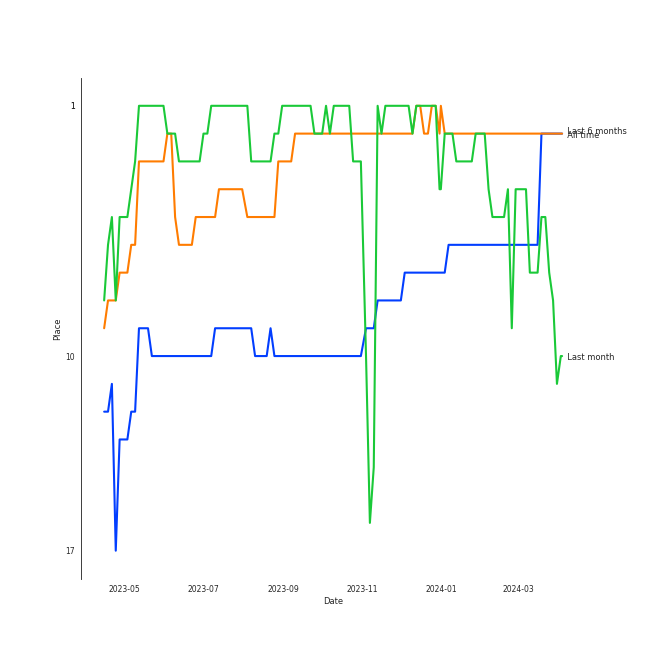 1
Last 6 months
All time
Place
10
Last month
17
2023-05
2023-07
2023-09
2023-11
2024-01
2024-03
Date